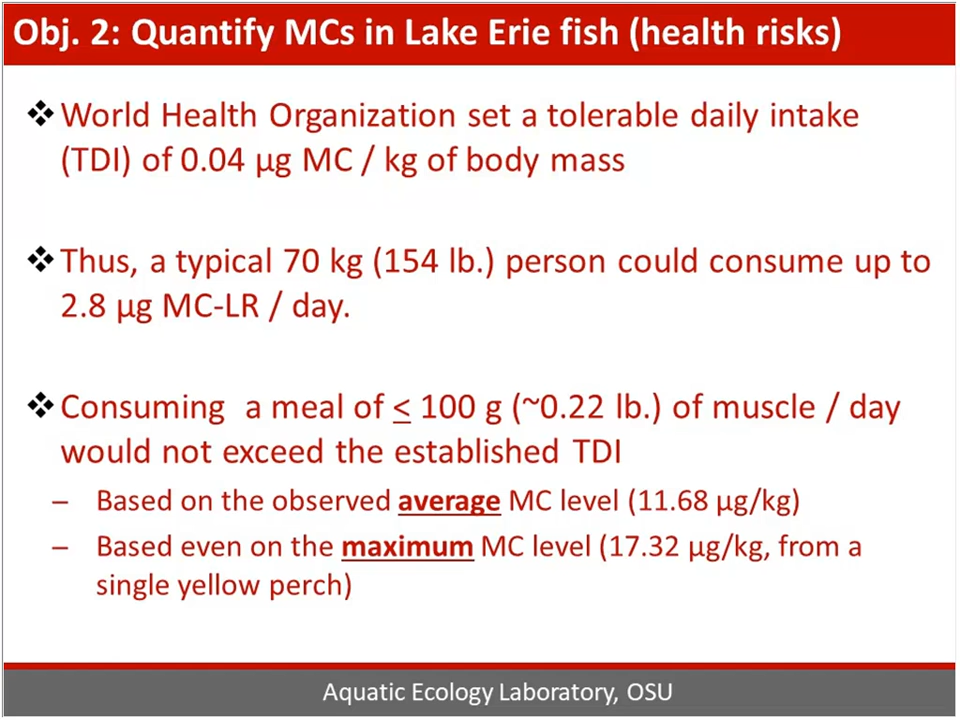 Obj. 2: Quantify MCs in Lake Erie fish (health risks)
❖ World Health Organization set a tolerable daily intake
(TDI) of 0.04 µg MC / kg of body mass
❖ Thus, a typical 70 kg (154 lb.) person could consume up to
2.8 µg MC-LR / day.
❖ Consuming a meal of ≤ 100 g (~0.22 lb.) of muscle / day
would not exceed the established TDI
– Based on the observed average MC level (11.68 µg/kg)
– Based even on the maximum MC level (17.32 µg/kg, from a
single yellow perch)
Aquatic Ecology Laboratory, OSU